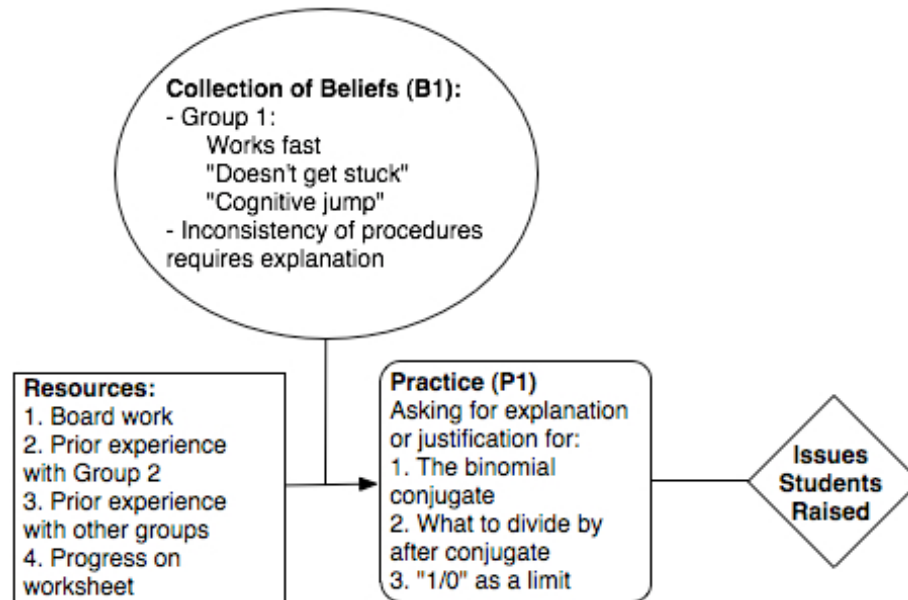 Collection of Beliefs (B1):
- Group 1:
Works fast
"Doesn't get stuck"
"Cognitive jump"
- Inconsistency of procedures
requires explanation
Resources:
1. Board work
2. Prior experience
with Group 2
3. Prior experience
with other groups
4. Progress on
worksheet
Practice (P1)
Asking for explanation
or justification for:
1. The binomial
conjugate
2. What to divide by
after conjugate
3. "1/0" as a limit
Issues
Students
Raised